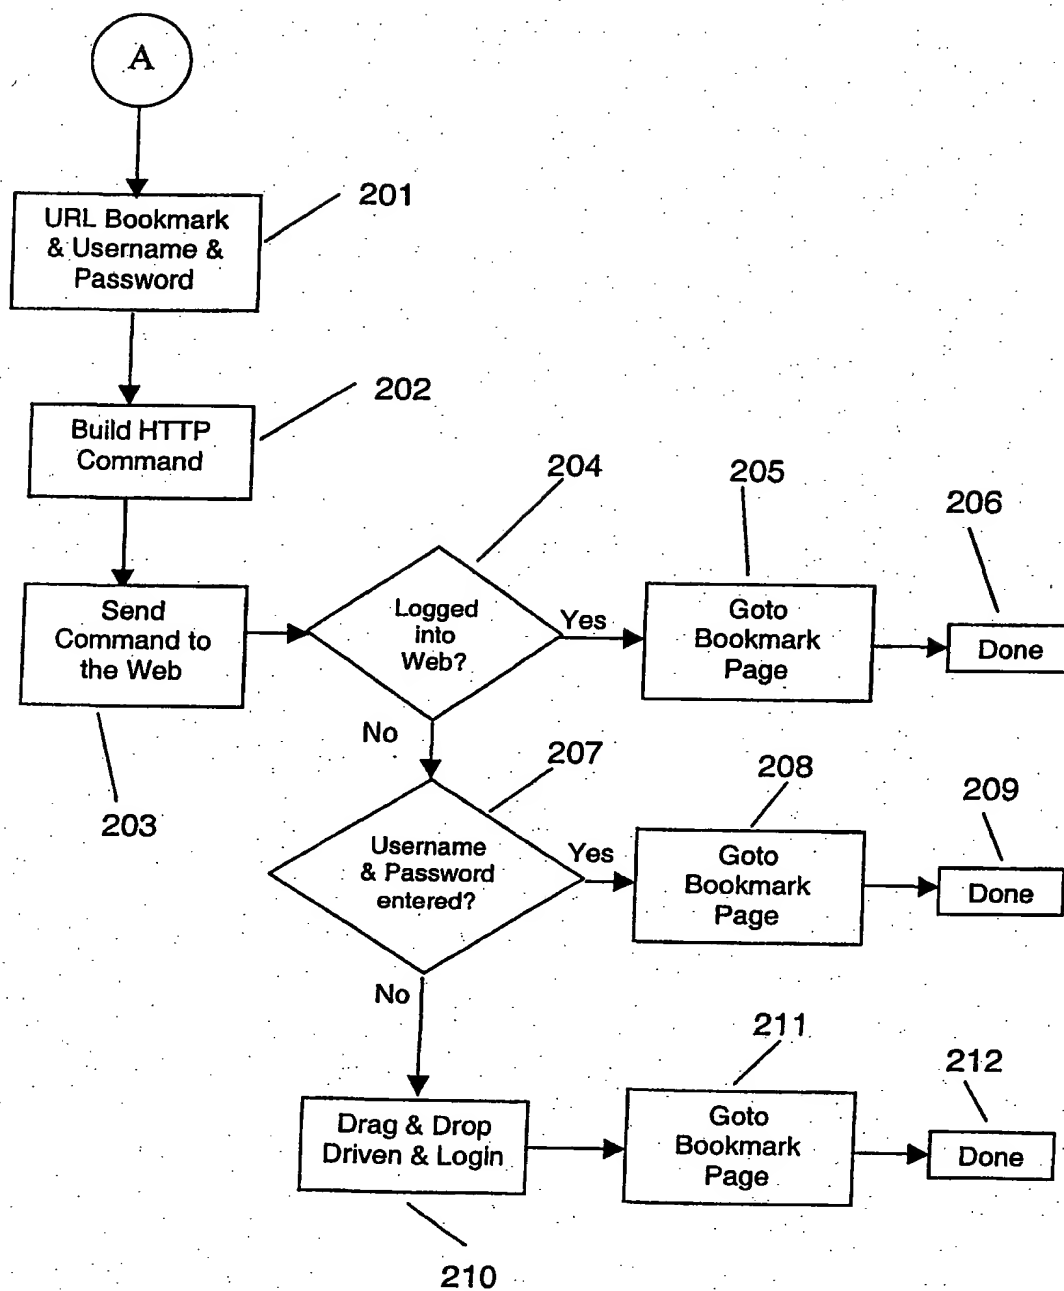 A
201
URL Bookmark
& Username &
Password
202
Build HTTP
Command
204
205
206
Send
Command to
the Web
Logged
into
Web?
Yes
Goto
Bookmark
Page
Done
No
203
207
208
209
Username
& Password
entered?
Yes
Goto
Bookmark
Page
Done
No
211
212
Drag & Drop
Driven & Login
Goto
Bookmark
Page
Done
210